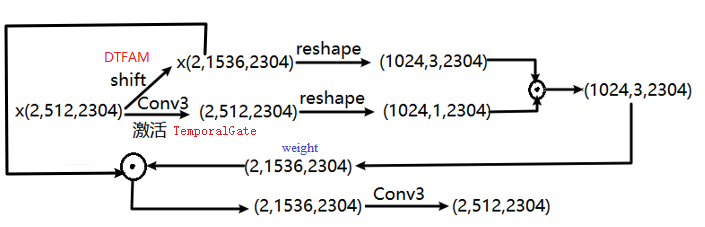 DTFAM
x(2,1536,2304)
reshape
(1024,3,2304)
shift
x(2,512,2304)
Conv3
(2,512,2304)
reshape
(1024,1,2304)
(1024,3,2304)
激活 TemporalGate
weight
(2,1536,2304)
(2,1536,2304)
Conv3
(2,512,2304)